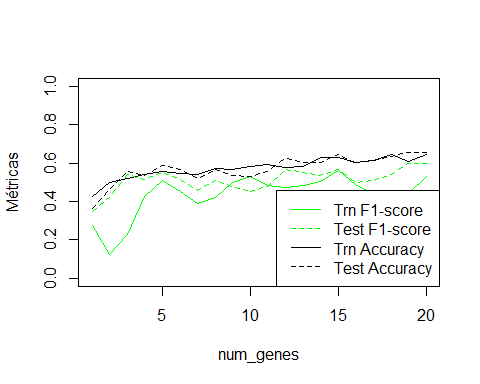 Métricas
1.0
0.8
0.6
0.4
0.2
0.0
Trn F1-score
Test F1-score
Trn Accuracy
Test Accuracy
5 10 15 20
num_genes